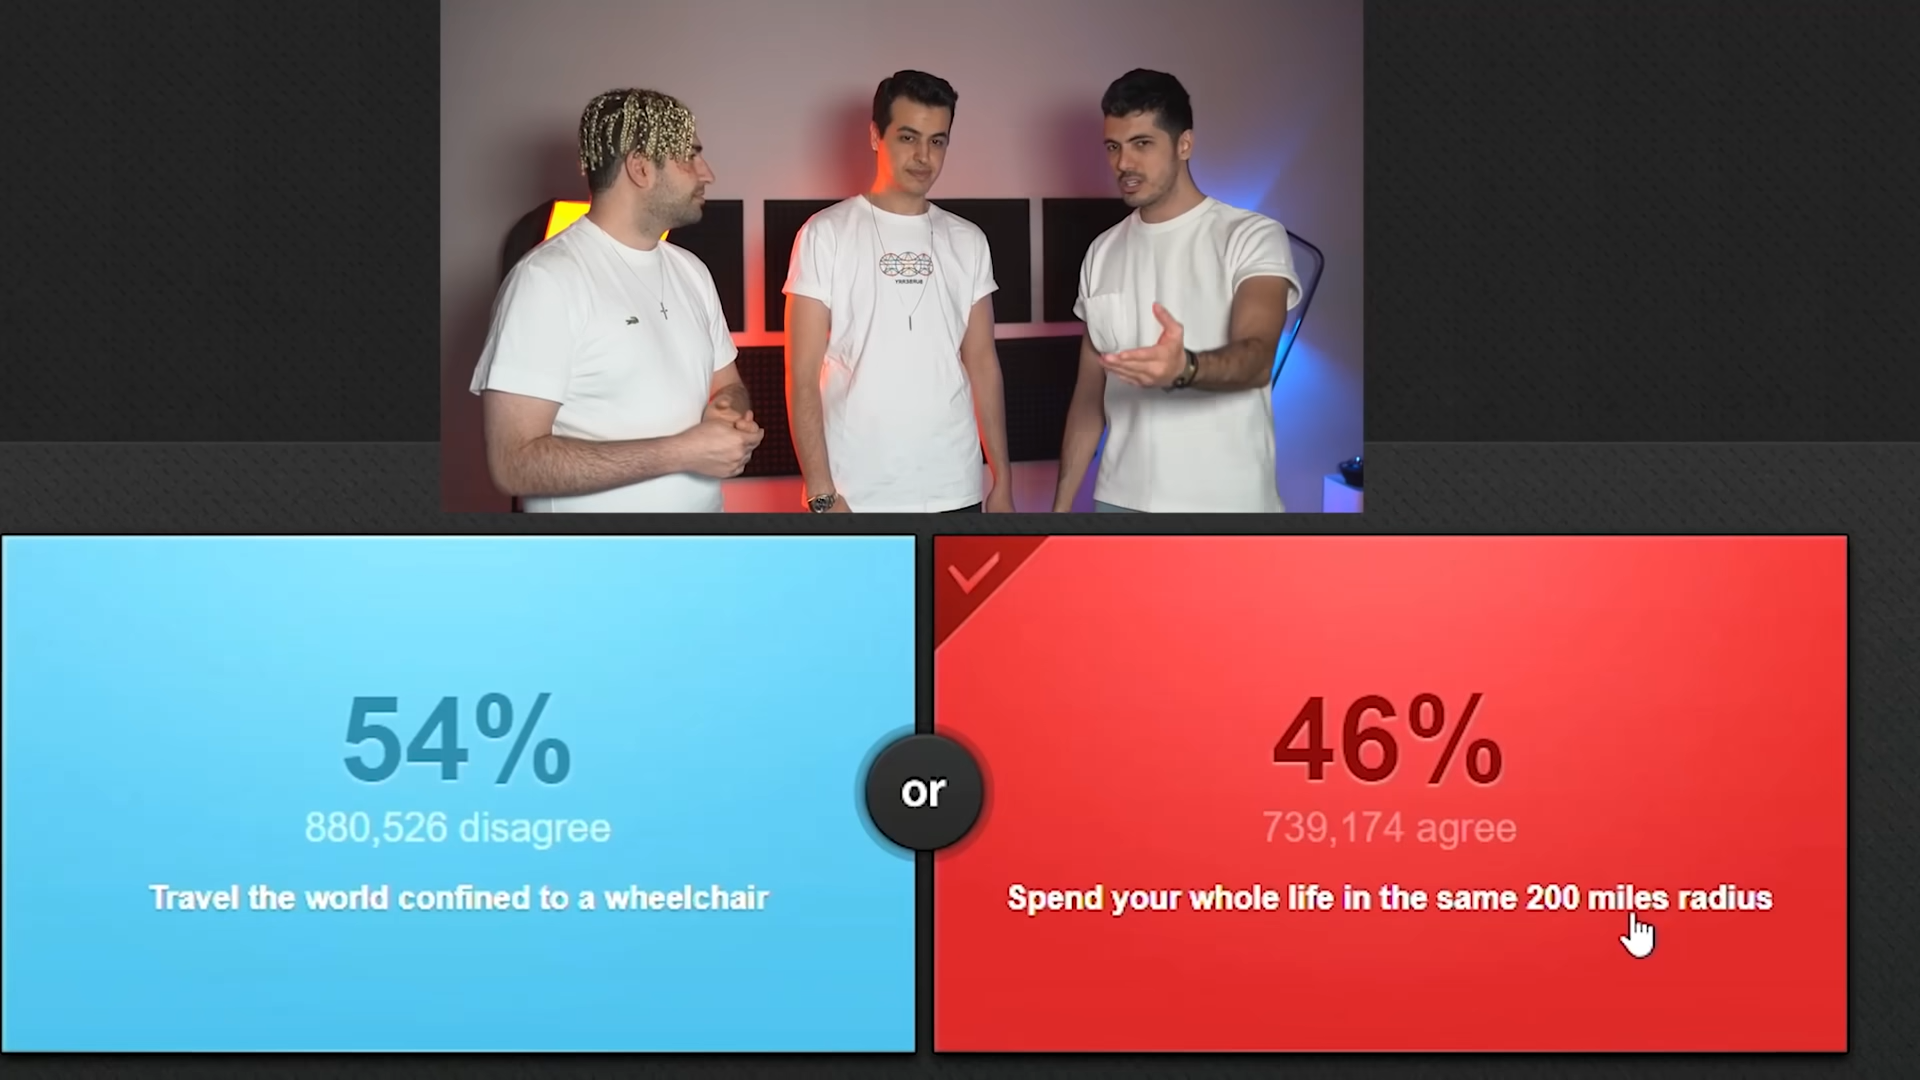 54%
880,526 disagree
Travel the world confined to a wheelchair
or
46%
739,174 agree
Spend your whole life in the same 200 miles radius